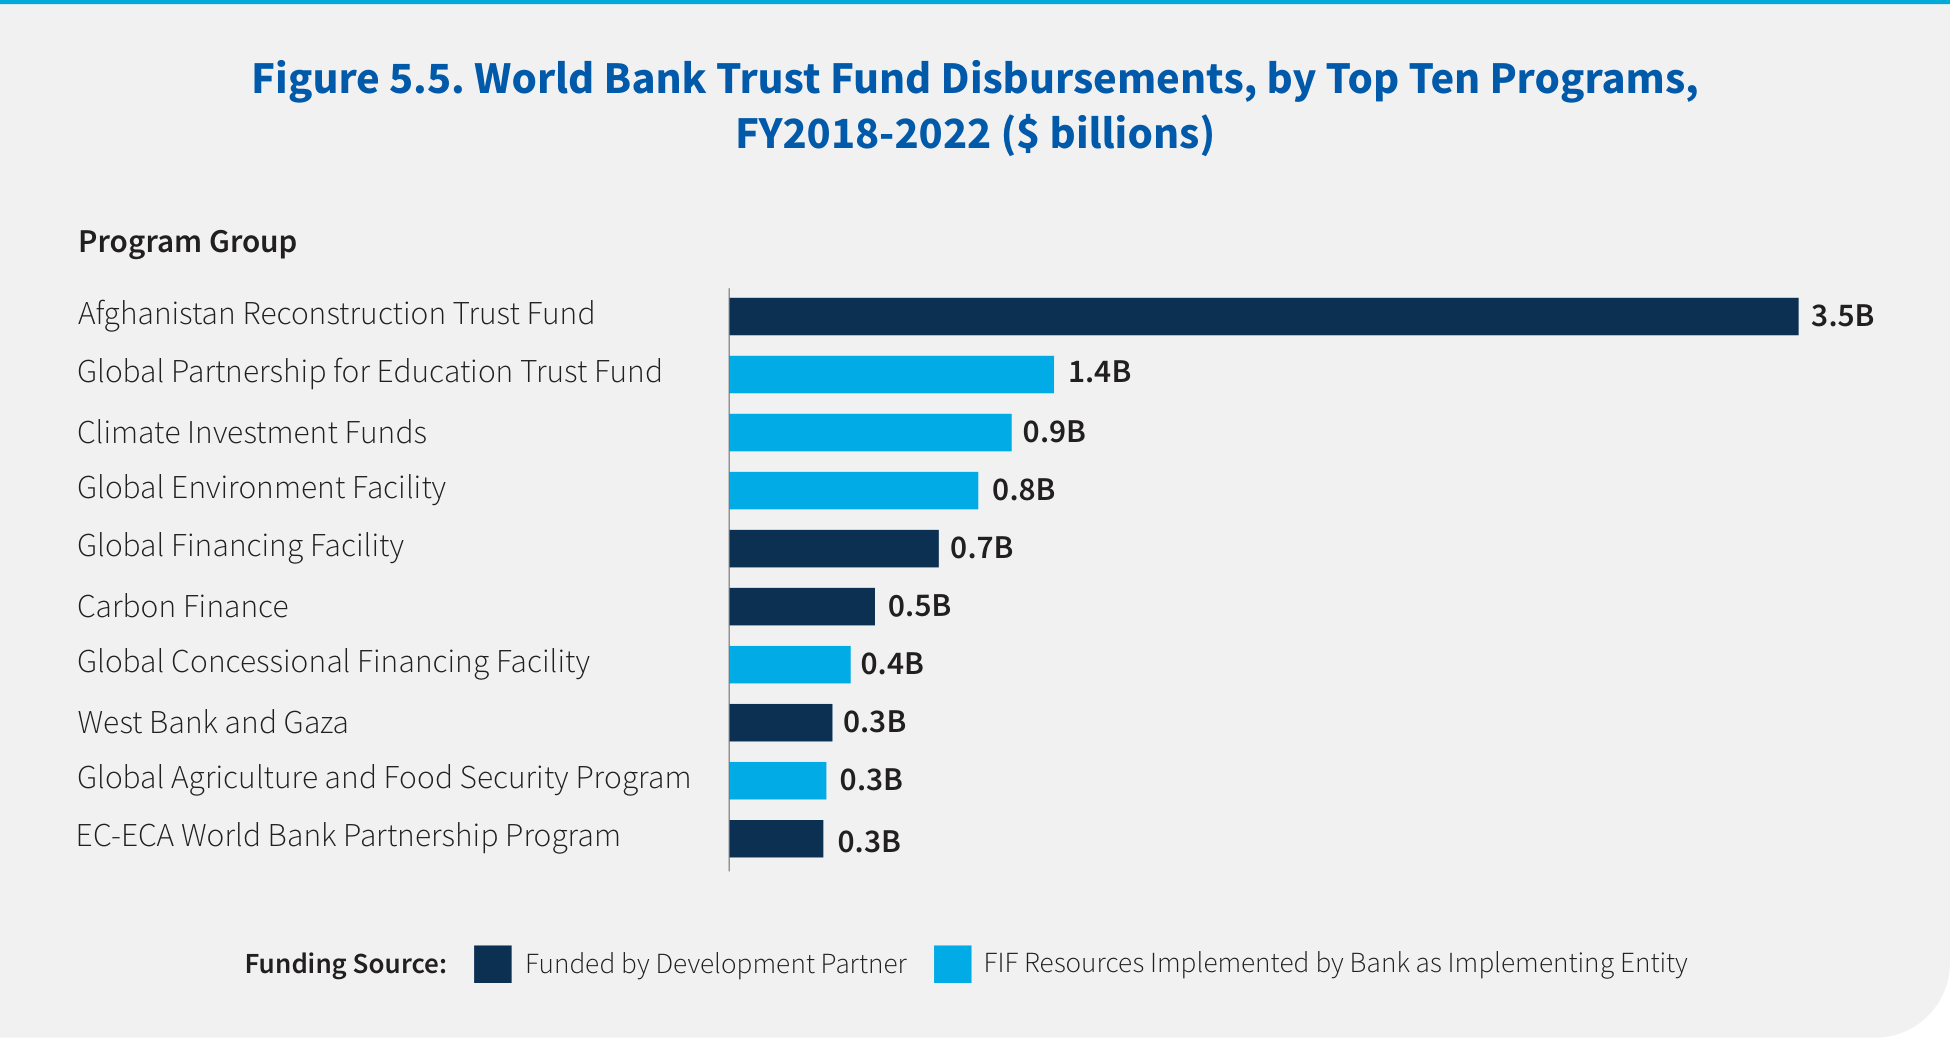 Figure 5.5. World Bank Trust Fund Disbursements, by Top Ten Programs,
FY2018-2022 ($ billions)
Program Group
Afghanistan Reconstruction Trust Fund 3.5B
Global Partnership for Education Trust Fund 1.4B
Climate Investment Funds 0.9B
Global Environment Facility 0.8B
Global Financing Facility 0.7B
Carbon Finance 0.5B
Global Concessional Financing Facility 0.4B
West Bank and Gaza 0.3B
Global Agriculture and Food Security Program 0.3B
EC-ECA World Bank Partnership Program 0.3B
Funding Source: Funded by Development Partner FIF Resources Implemented by Bank as Implementing Entity